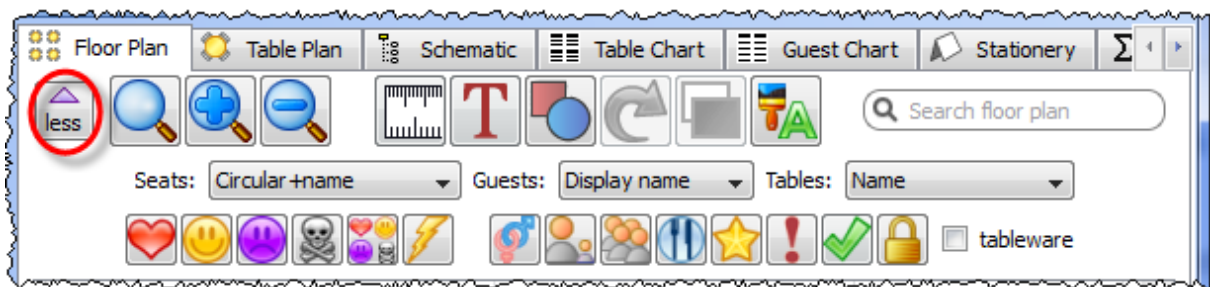 Floor Plan Table Plan Schematic Table Chart Guest Chart Stationery Σ
less T A Search floor plan
Seats: Circular+name Guests: Display name Tables: Name
tableware